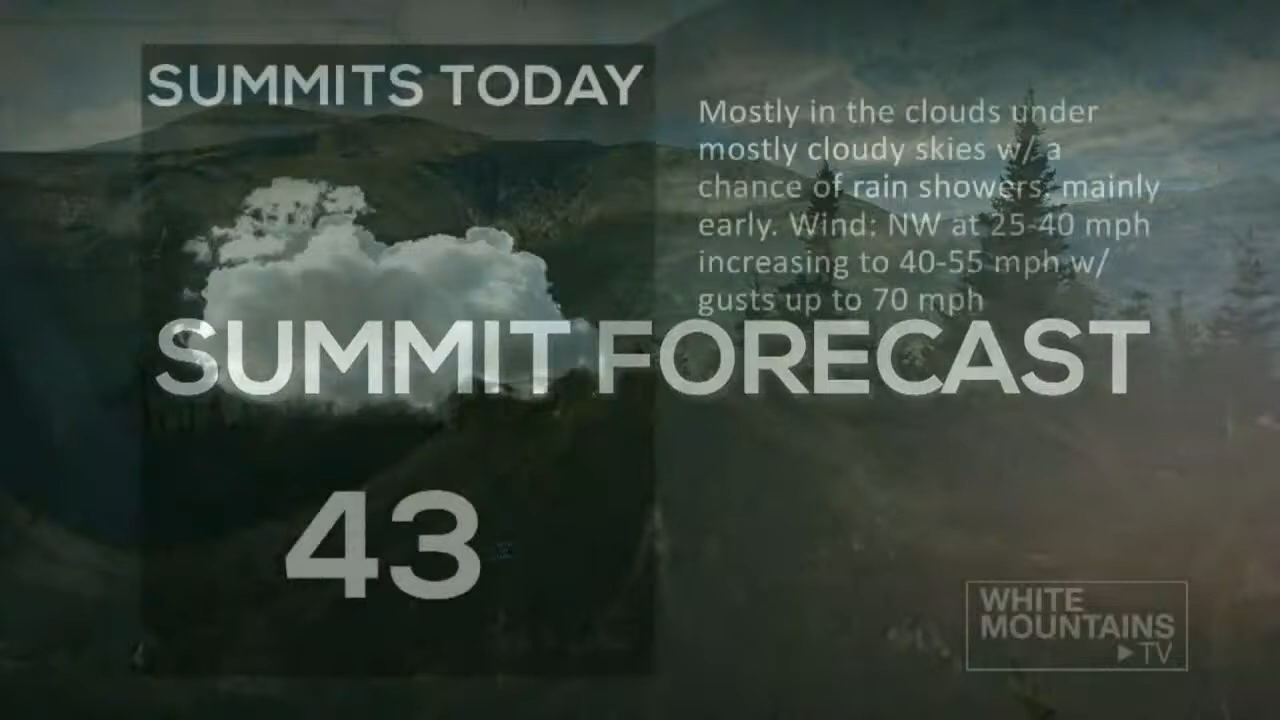 SUMMITS TODAY
Mostly in the clouds under
mostly cloudy skies w/ a
chance of rain showers, mainly
early. Wind: NW at 25-40 mph
increasing to 40-55 mph w/
gusts up to 70 mph
SUMMIT FORECAST
43
WHITE
MOUNTAINS
TV